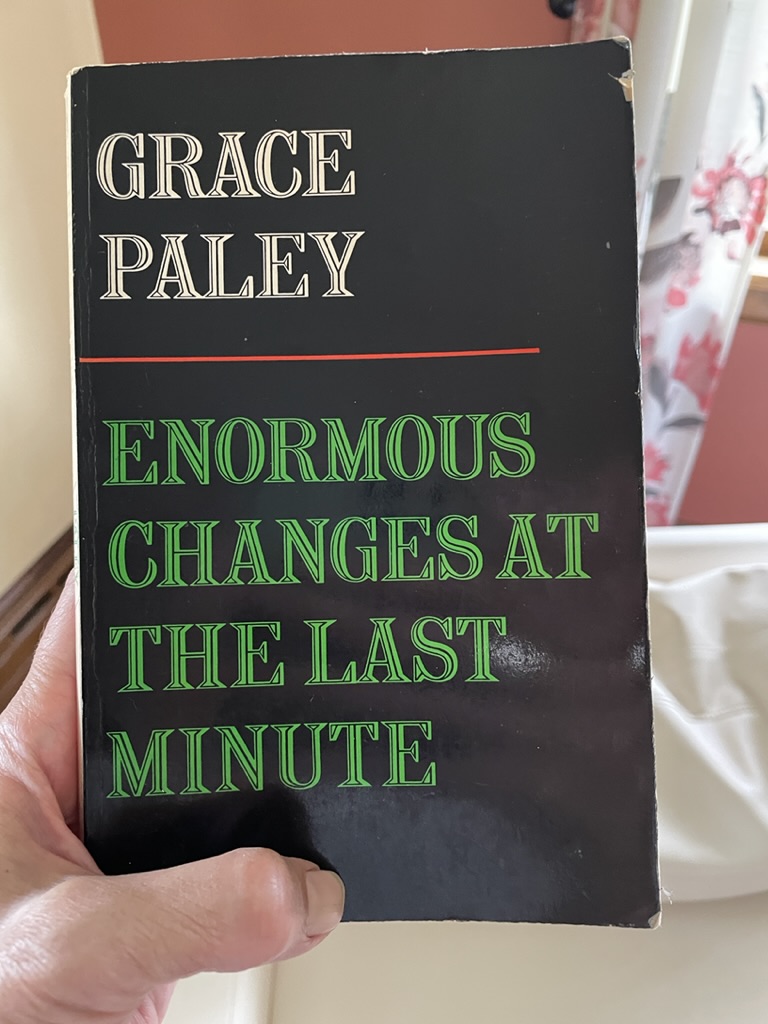 GRACE
PALEY
ENORMOUS
CHANGES AT
THE LAST
MINUTE